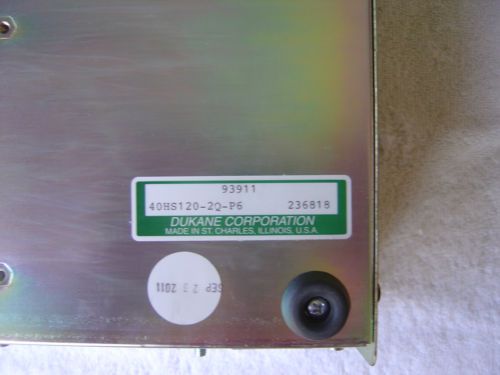 93911
40HS120-2Q-P6 236818
DUKANE CORPORATION
MADE IN ST. CHARLES, ILLINOIS, U.S.A.
SEP 23 2011